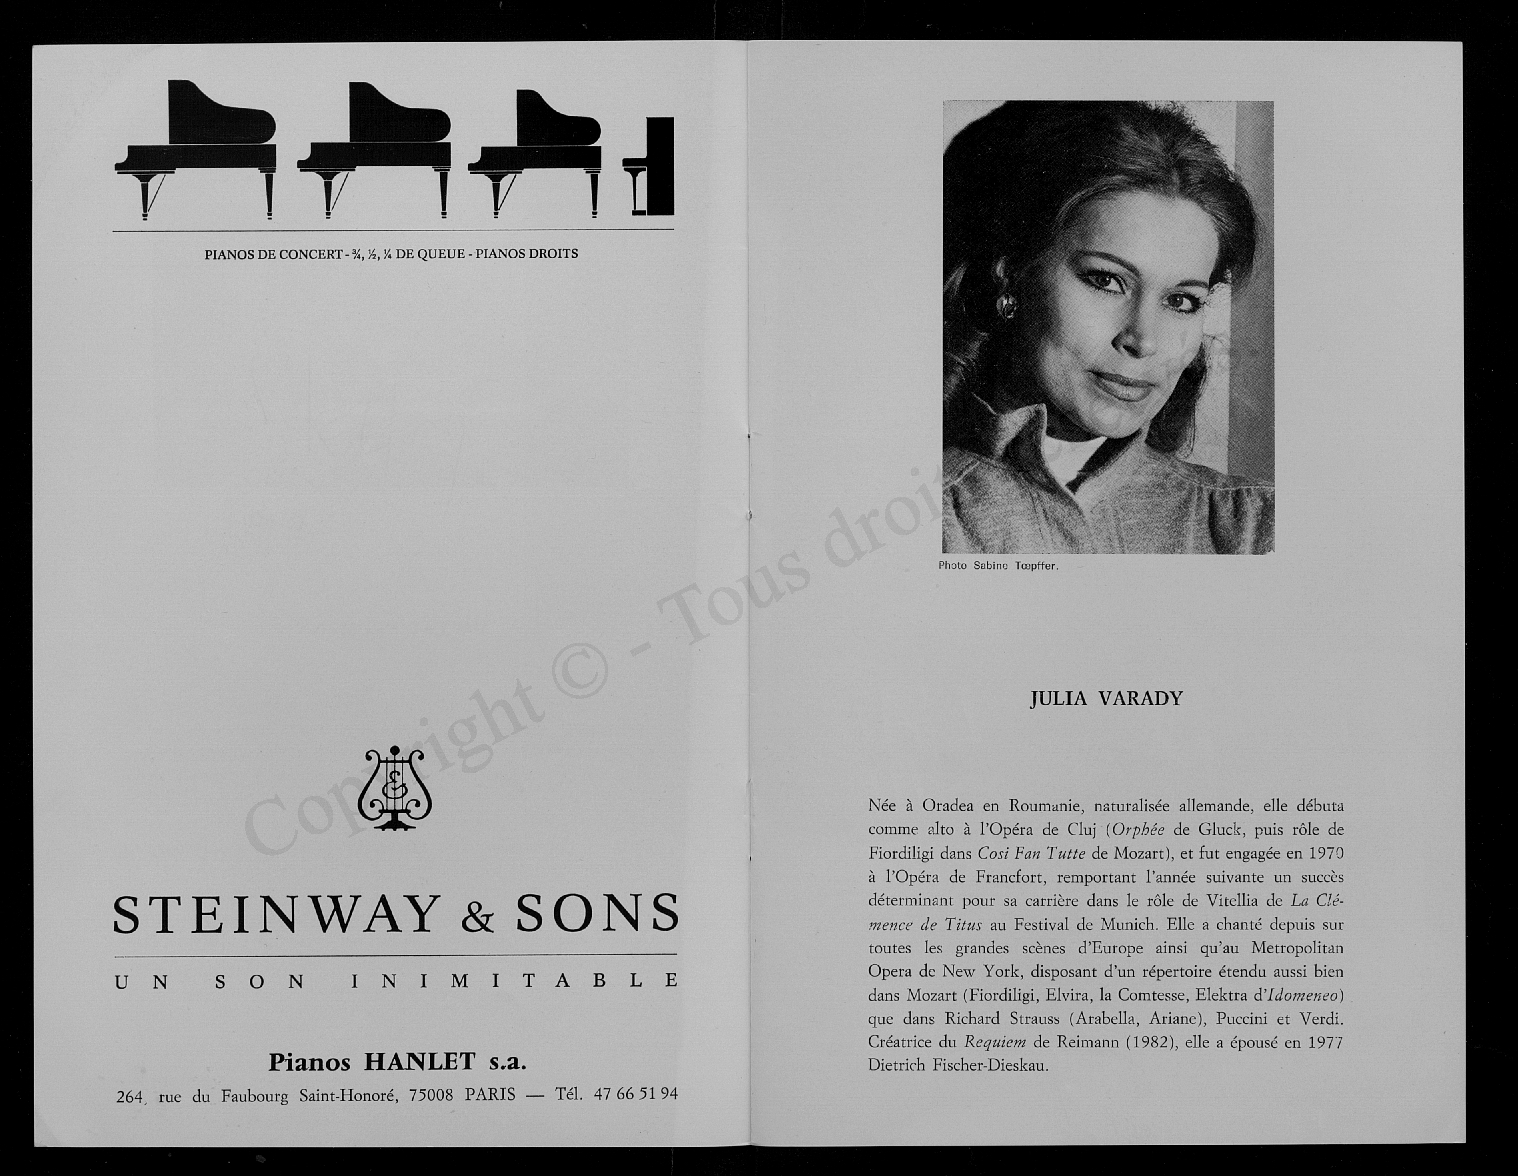 PIANOS DE CONCERT - ¾, ½, ¼ DE QUEUE - PIANOS DROITS
&
STEINWAY & SONS
UN SON INIMITABLE
Pianos HANLET s.a.
264, rue du Faubourg Saint-Honoré, 75008 PARIS — Tél. 47 66 51 94
Photo Sabine Tœpffer.
JULIA VARADY
Née à Oradea en Roumanie, naturalisée allemande, elle débuta
comme alto à l'Opéra de Cluj (Orphée de Gluck, puis rôle de
Fiordiligi dans Cosi Fan Tutte de Mozart), et fut engagée en 1970
à l'Opéra de Francfort, remportant l'année suivante un succès
déterminant pour sa carrière dans le rôle de Vitellia de La Clé-
mence de Titus au Festival de Munich. Elle a chanté depuis sur
toutes les grandes scènes d'Europe ainsi qu'au Metropolitan
Opera de New York, disposant d'un répertoire étendu aussi bien
dans Mozart (Fiordiligi, Elvira, la Comtesse, Elektra d'Idomeneo)
que dans Richard Strauss (Arabella, Ariane), Puccini et Verdi.
Créatrice du Requiem de Reimann (1982), elle a épousé en 1977
Dietrich Fischer-Dieskau.
Copyright © - Tous droit